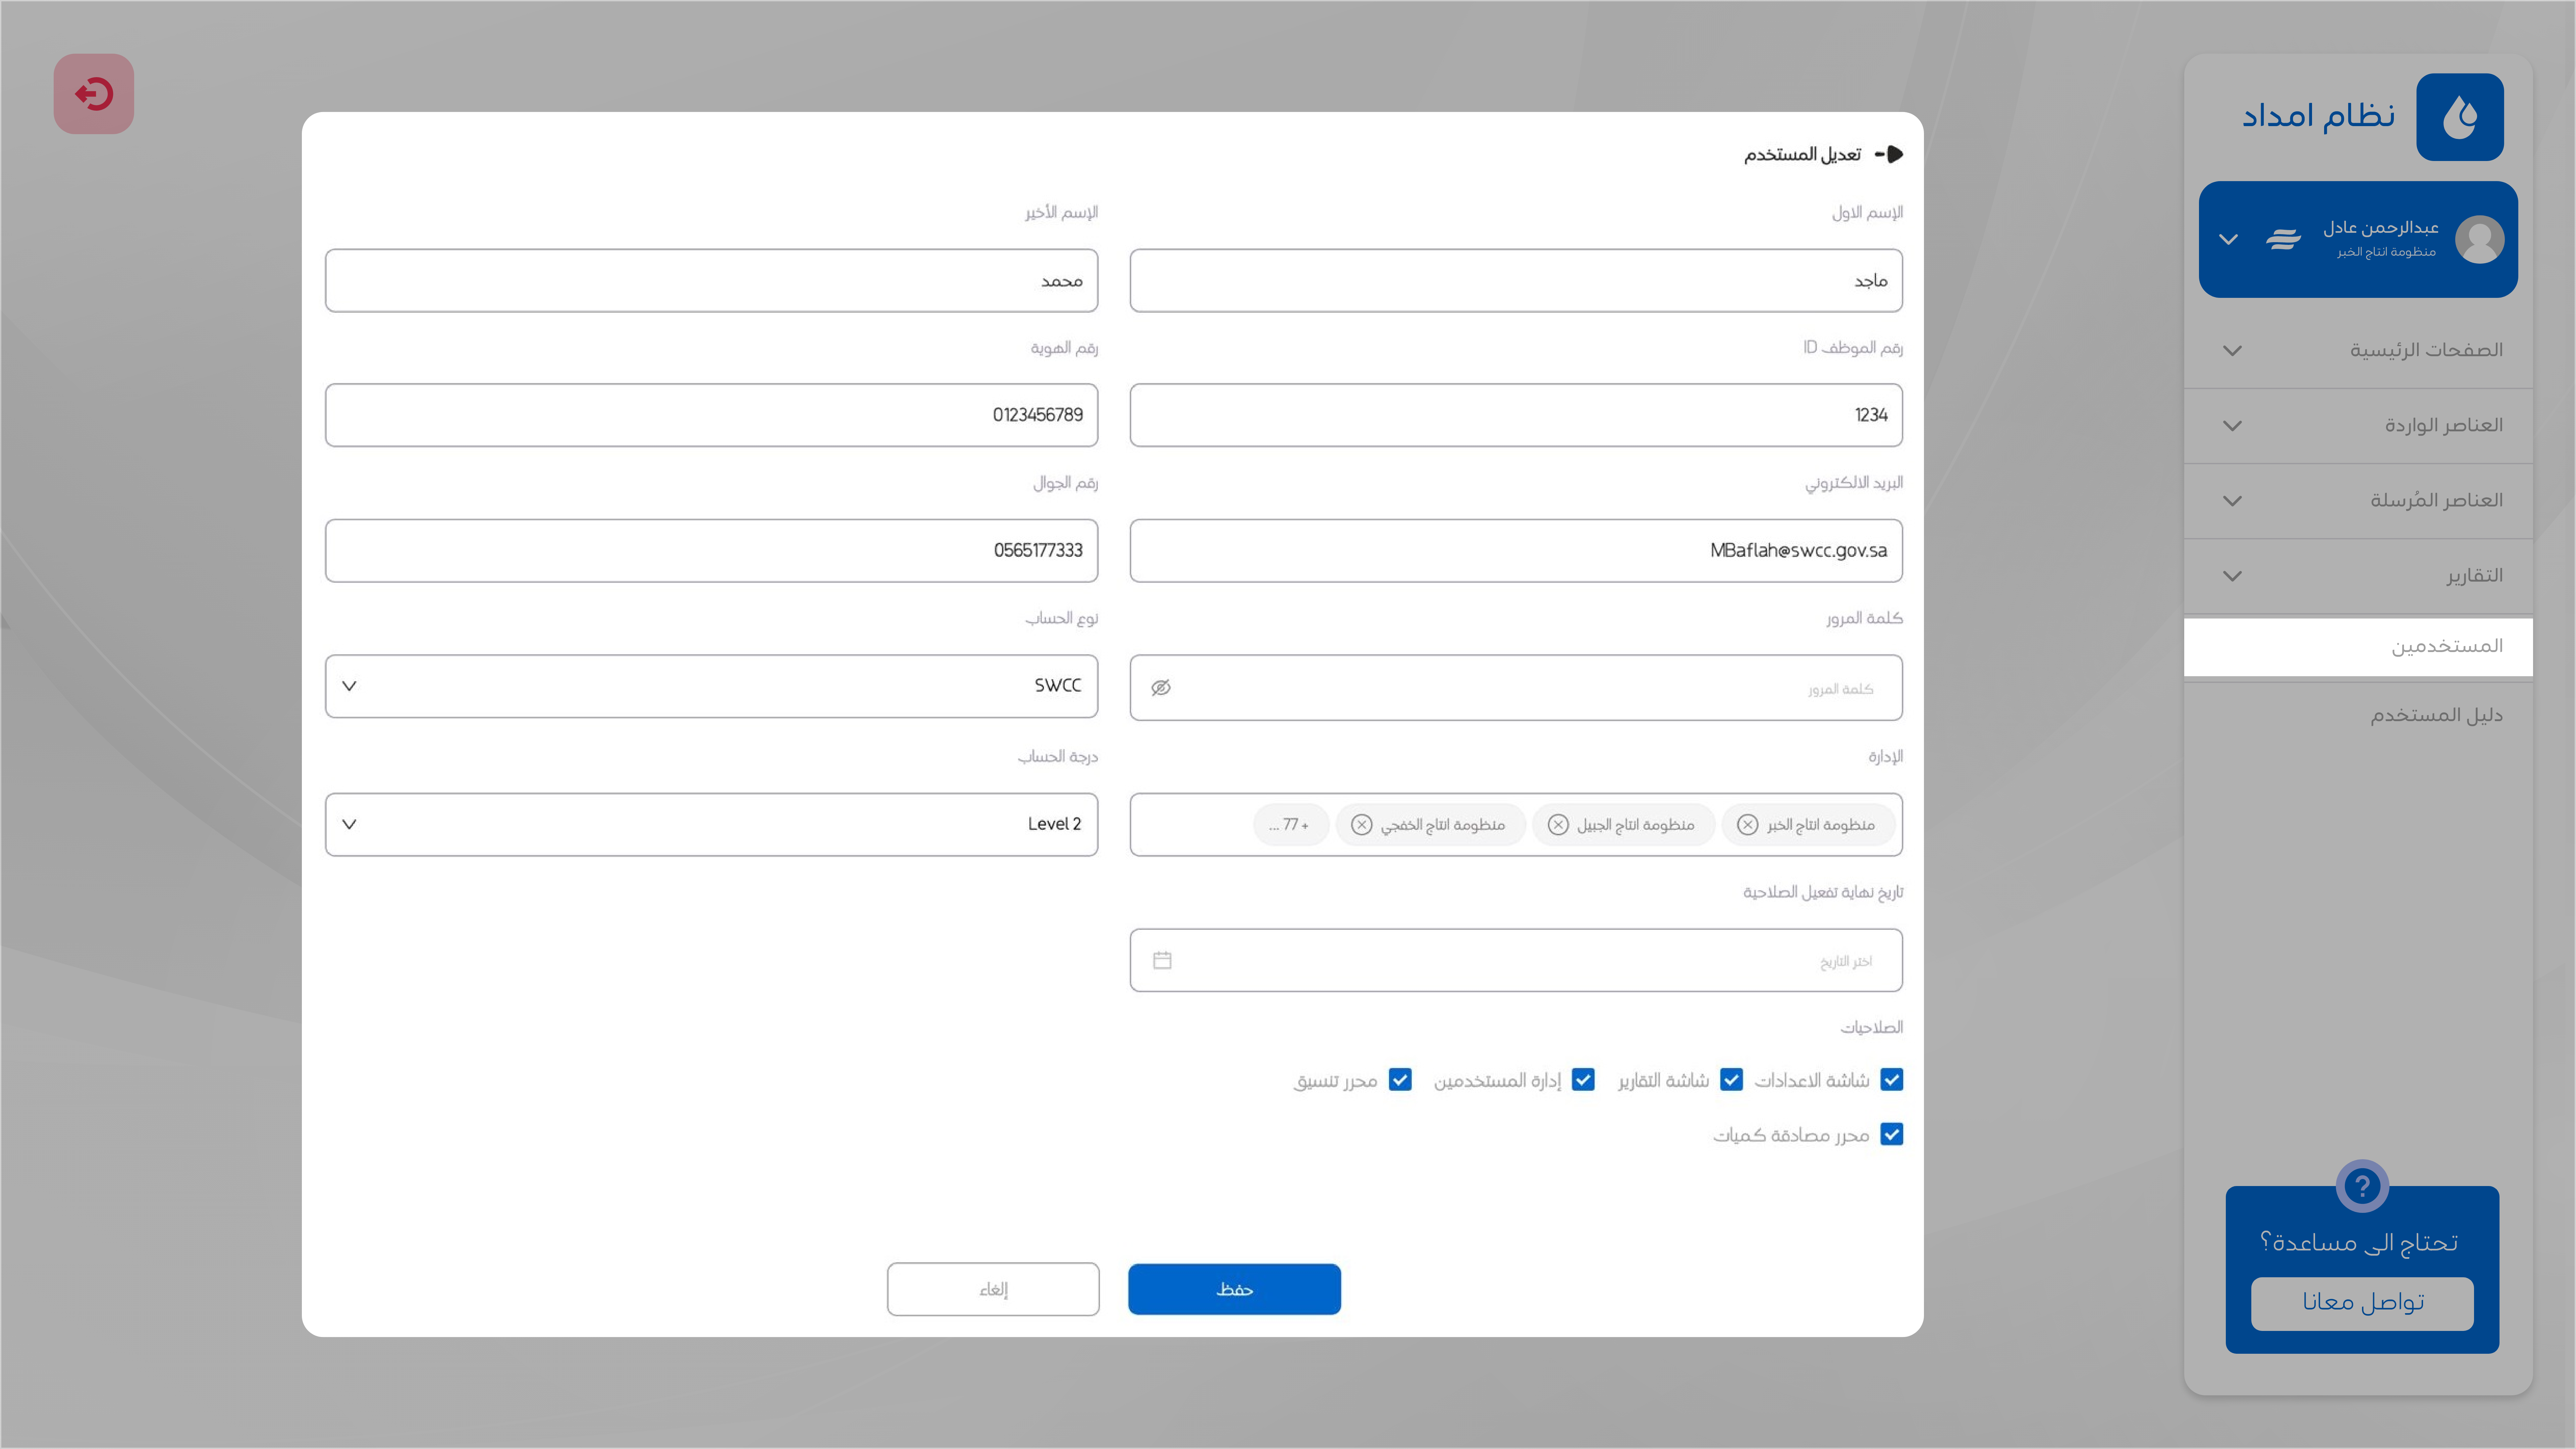 نظام امداد
عبدالرحمن عادل
منظومة انتاج الخبر
الصفحات الرئيسية
العناصر الواردة
العناصر المُرسلة
التقارير
المستخدمين
دليل المستخدم
تحتاج الى مساعدة؟
تواصل معانا
تعديل المستخدم
الإسم الاول
الإسم الأخير
ماجد
محمد
رقم الموظف ID
رقم الهوية
1234
0123456789
البريد الالكتروني
رقم الجوال
MBaflah@swcc.gov.sa
0565177333
كلمة المرور
نوع الحساب
كلمة المرور
SWCC
الإدارة
درجة الحساب
منظومة انتاج الخبر منظومة انتاج الجبيل منظومة انتاج الخفجي + 77 ...
Level 2
تاريخ نهاية تفعيل الصلاحية
اختر التاريخ
الصلاحيات
شاشة الاعدادات شاشة التقارير إدارة المستخدمين محرر تنسيق
محرر مصادقة كميات
حفظ
إلغاء